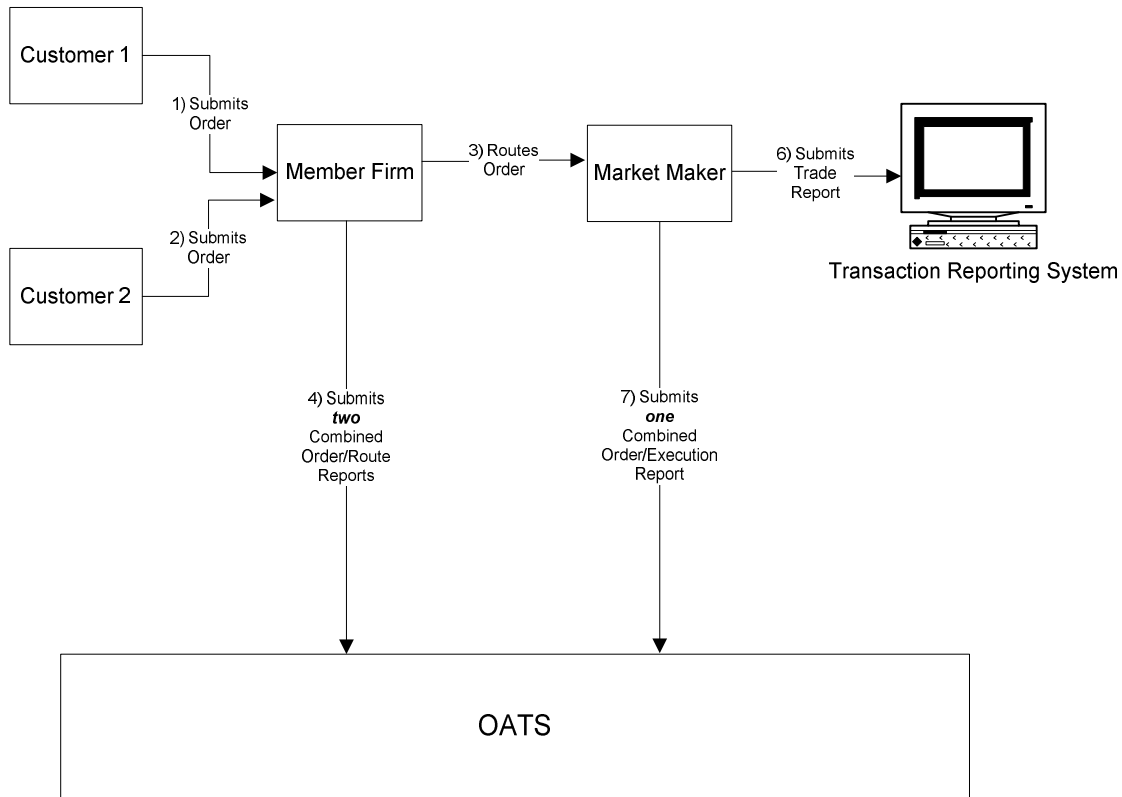 Customer 1
1) Submits
Order
Member Firm
3) Routes
Order
Market Maker
6) Submits
Trade
Report
2) Submits
Order
Customer 2
Transaction Reporting System
4) Submits
two
Combined
Order/Route
Reports
7) Submits
one
Combined
Order/Execution
Report
OATS